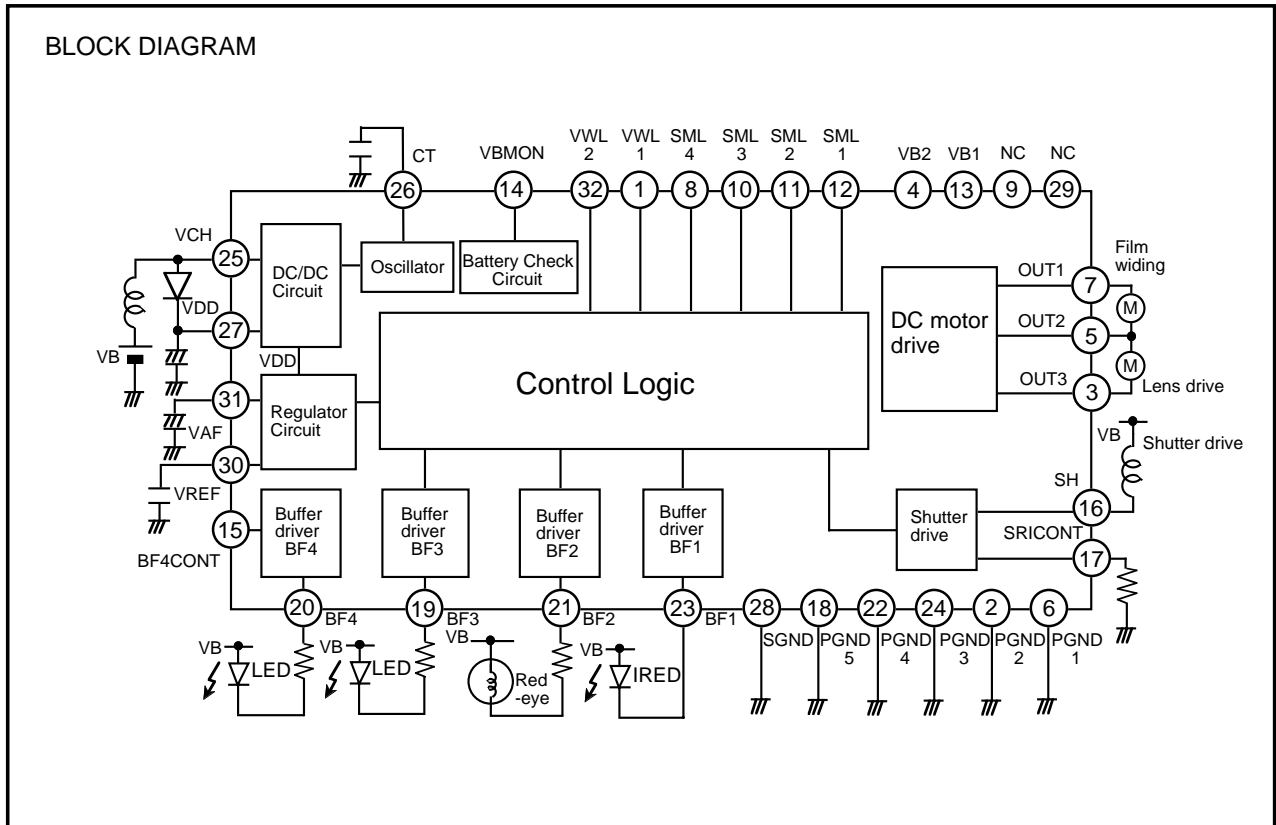 BLOCK DIAGRAM
CT
VBMON
VWL
2
VWL
1
SML
4
SML
3
SML
2
SML
1
VB2
VB1
NC
NC
26
14
32
1
8
10
11
12
4
13
9
29
VCH
25
DC/DC
Circuit
Oscillator
Battery Check
Circuit
VDD
27
VB
VDD
Control Logic
DC motor
drive
OUT1
7
Film
widing
M
OUT2
5
M
OUT3
3
Lens drive
31
VAF
Regulator
Circuit
30
VREF
VB
Shutter drive
SH
16
15
BF4CONT
Buffer
driver
BF4
Buffer
driver
BF3
Buffer
driver
BF2
Buffer
driver
BF1
Shutter
drive
SRICONT
17
20
BF4
19
BF3
21
BF2
23
BF1
28
18
22
24
2
6
SGND
PGND
5
PGND
4
PGND
3
PGND
2
PGND
1
VB
LED
VB
LED
VB
Red
-eye
VB
IRED